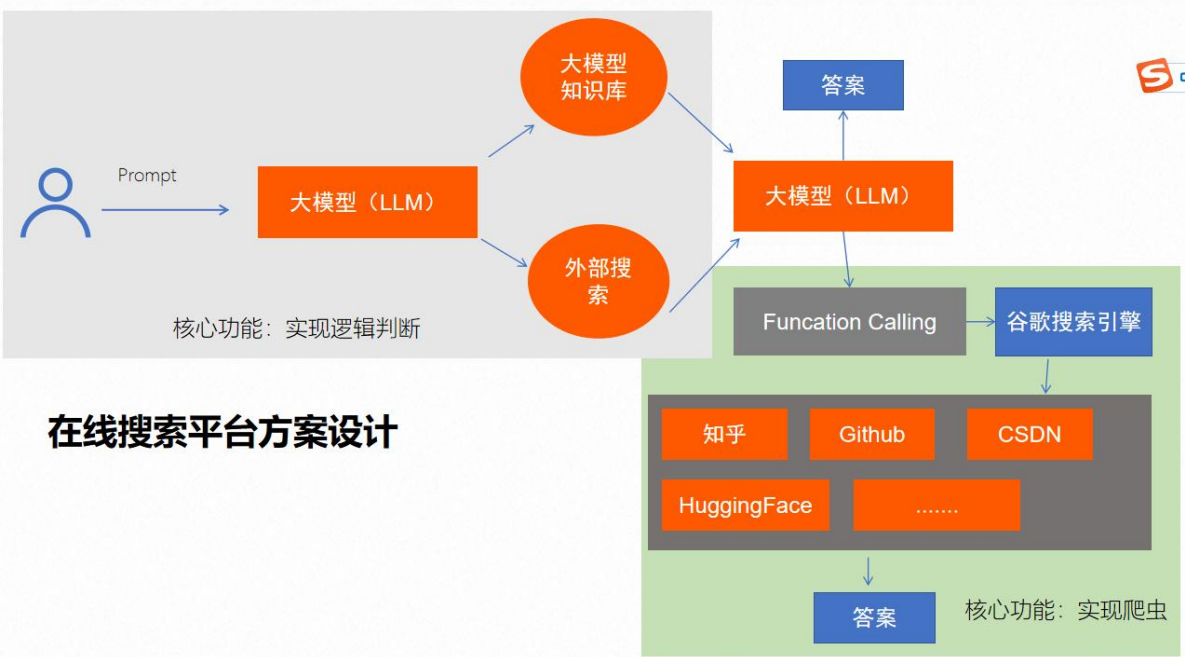 大模型
知识库
答案
Prompt
大模型（LLM）
大模型（LLM）
外部搜
索
核心功能：实现逻辑判断
Funcation Calling
谷歌搜索引擎
在线搜索平台方案设计
知乎
Github
CSDN
HuggingFace
.......
答案
核心功能：实现爬虫